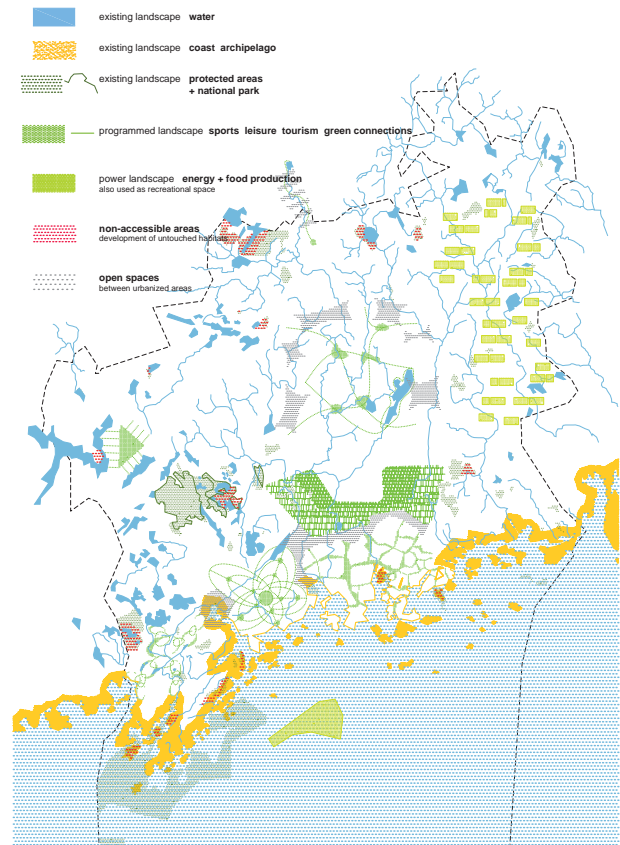 existing landscape water
existing landscape coast archipelago
existing landscape protected areas
+ national park
programmed landscape sports leisure tourism green connections
power landscape energy + food production
also used as recreational space
non-accessible areas
development of untouched habitats
open spaces
between urbanized areas